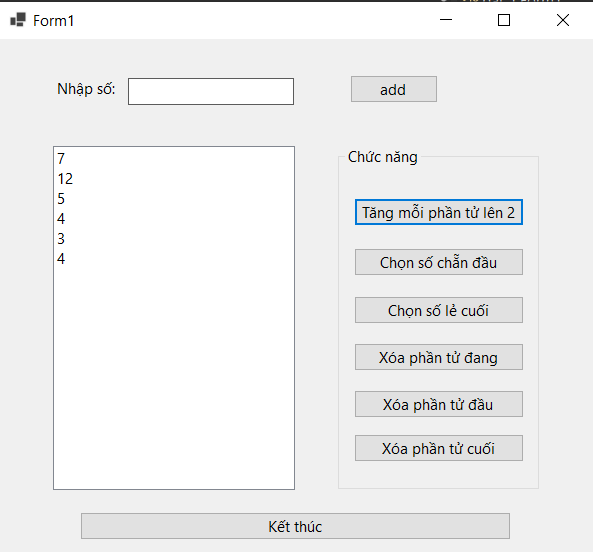 Form1
Nhập số:
add
7
12
5
4
3
4
Chức năng
Tăng mỗi phần tử lên 2
Chọn số chẵn đầu
Chọn số lẻ cuối
Xóa phần tử đang
Xóa phần tử đầu
Xóa phần tử cuối
Kết thúc